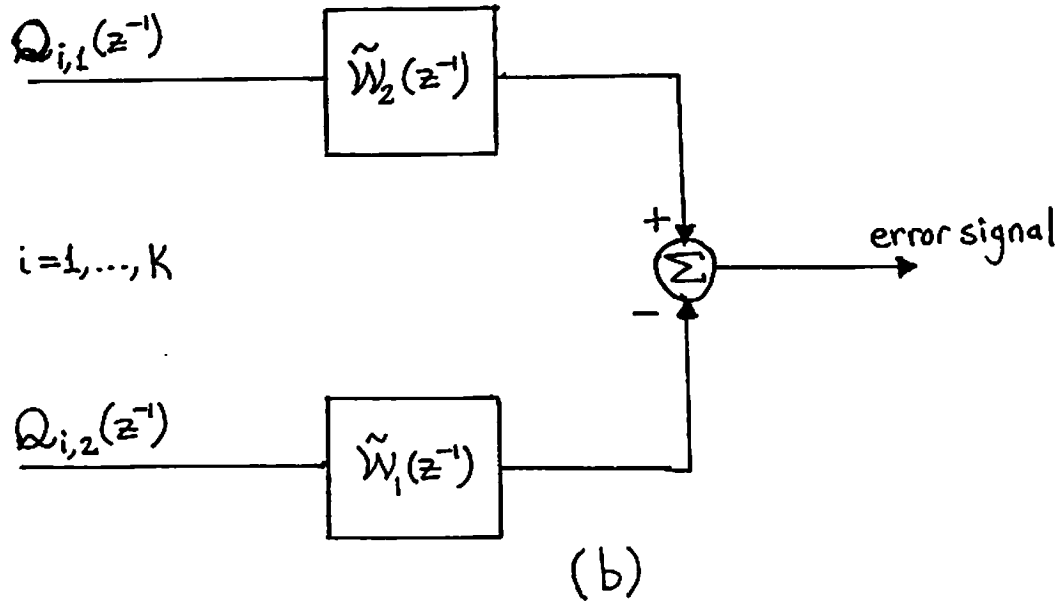 Q_{i,1}(z^{-1})
W̃_2(z^{-1})
+
Σ
error signal
i=1,...,K
-
Q_{i,2}(z^{-1})
W̃_1(z^{-1})
(b)